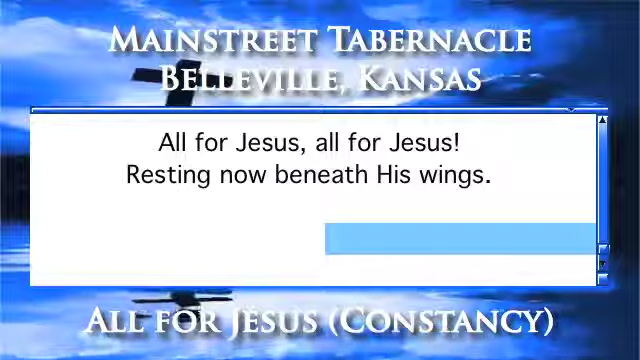 Mainstreet Tabernacle
Belleville, Kansas
All for Jesus, all for Jesus!
Resting now beneath His wings.
All for Jesus (Constancy)